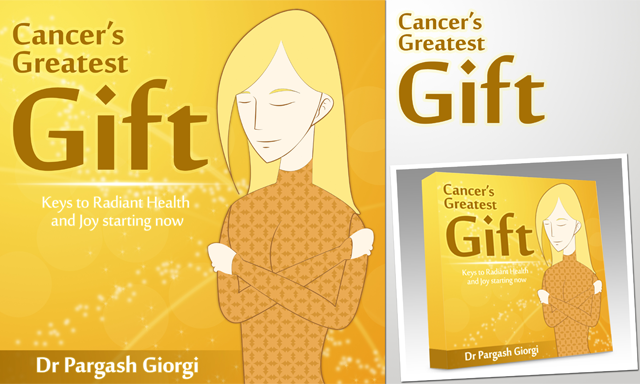 Cancer's
Greatest
Gift
Keys to Radiant Health
and Joy starting now
Dr Pargash Giorgi
Cancer's
Greatest
Gift
Cancer's
Greatest
Gift
Keys to Radiant Health
and Joy starting now
Dr Pargash Giorgi